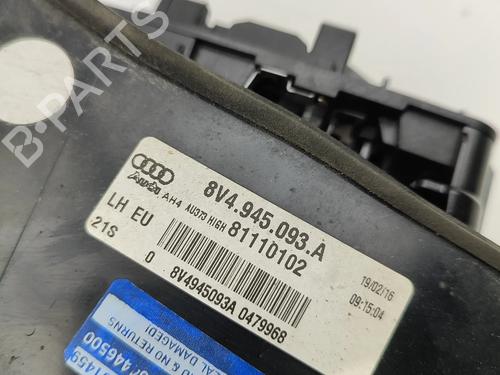 B-PARTS
Audi AH4 8V4.945.093.A
AU373 HIGH 81110102
LH EU
21S
0 8V4945093A 0479968
19/02/16
09:15:04
D & NO RETURNS
AL DAMAGED)
446500